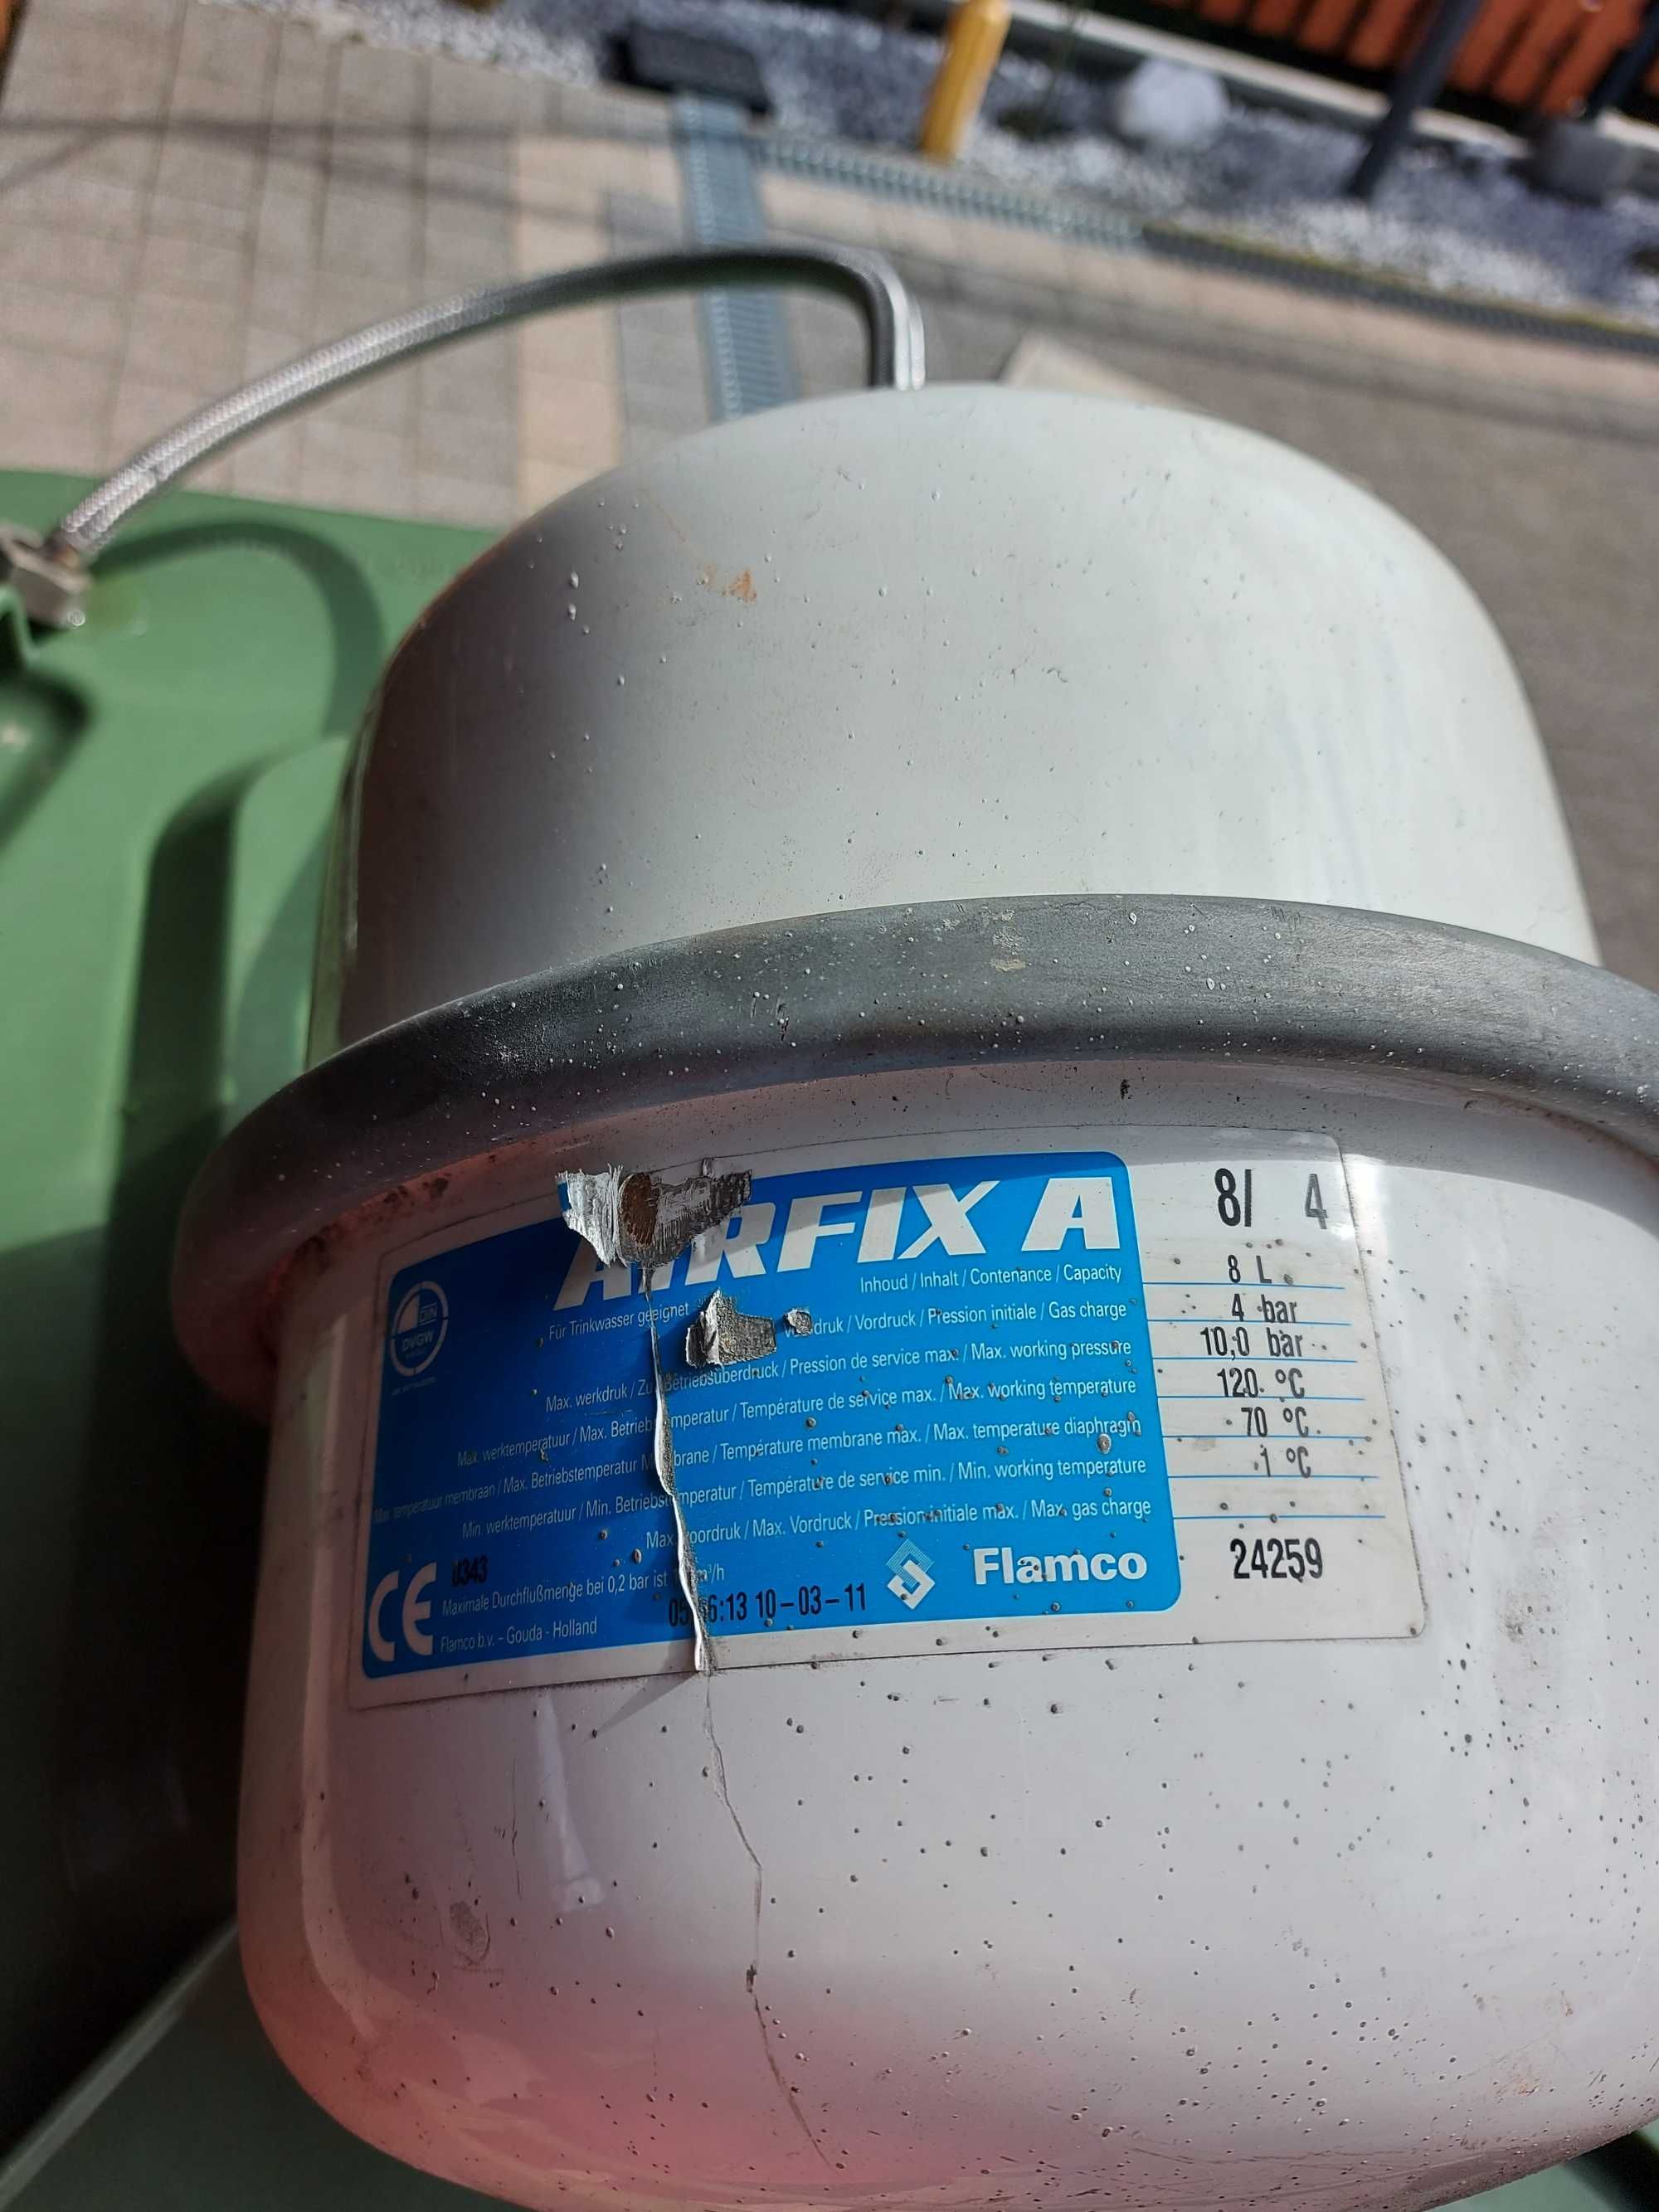 AIRFIX A
8/ 4
DIN
DVGW
Für Trinkwasser geeignet
Inhoud / Inhalt / Contenance / Capacity
8 L
druk / Vordruck / Pression initiale / Gas charge
4 bar
Max. werkdruk / Betriebsüberdruck / Pression de service max. / Max. working pressure
10,0 bar
Max. werktemperatuur / Max. Betriebstemperatur / Température de service max. / Max. working temperature
120 °C
Max. temperatuur membraan / Max. Betriebstemperatur Membrane / Température membrane max. / Max. temperature diaphragm
70 °C
Min. werktemperatuur / Min. Betriebstemperatur / Température de service min. / Min. working temperature
-1 °C
Max. voordruk / Max. Vordruck / Pression initiale max. / Max. gas charge
CE 0343
Maximale Durchflußmenge bei 0,2 bar ist m³/h
Flamco b.v. – Gouda - Holland
6:13 10-03-11
Flamco
24259